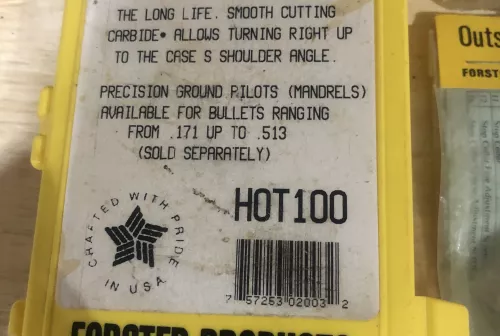 THE LONG LIFE. SMOOTH CUTTING
CARBIDE• ALLOWS TURNING RIGHT UP
TO THE CASE S SHOULDER ANGLE.
PRECISION GROUND PILOTS (MANDRELS)
AVAILABLE FOR BULLETS RANGING
FROM .171 UP TO .513
(SOLD SEPARATELY)
HOT100
CRAFTED WITH PRIDE
IN USA
7 57253 02003 2
FORSTER PRODUCTS
Outs
FORST